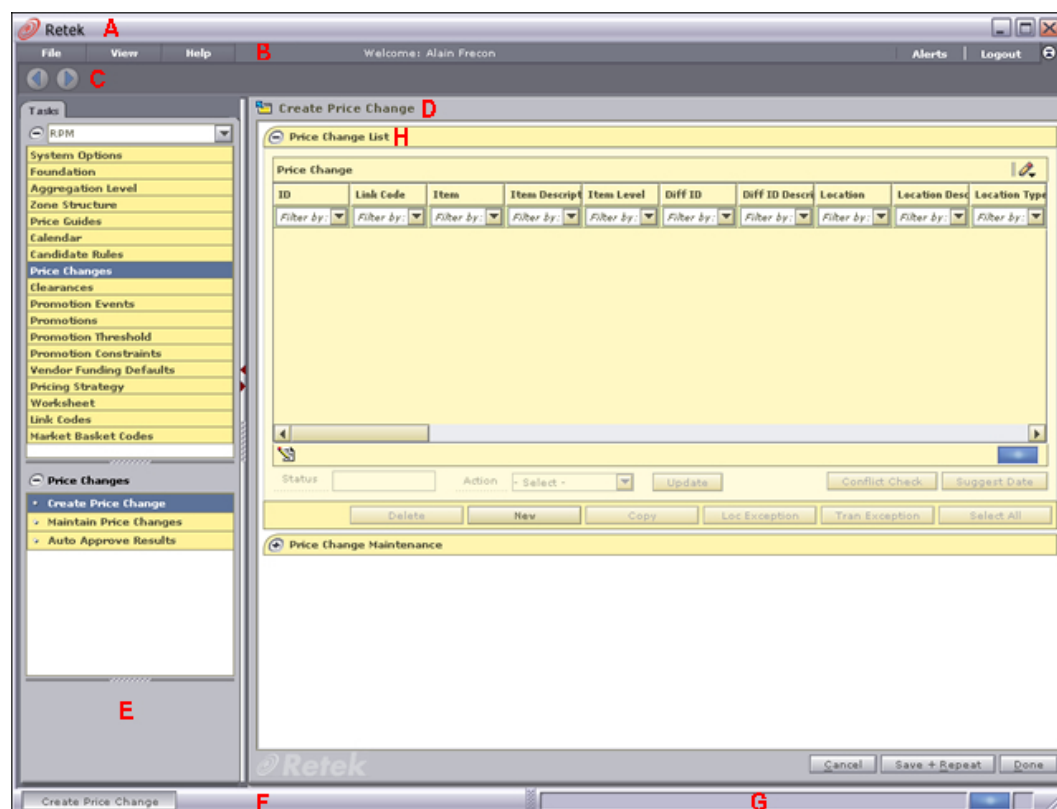 Retek A
File View Help B Welcome: Alain Frecon Alerts | Logout
C
Tasks
RPM
System Options
Foundation
Aggregation Level
Zone Structure
Price Guides
Calendar
Candidate Rules
Price Changes
Clearances
Promotion Events
Promotions
Promotion Threshold
Promotion Constraints
Vendor Funding Defaults
Pricing Strategy
Worksheet
Link Codes
Market Basket Codes
Price Changes
Create Price Change
Maintain Price Changes
Auto Approve Results
E
Create Price Change D
Price Change List H
Price Change
ID Link Code Item Item Descript Item Level Diff ID Diff ID Descri Location Location Desc Location Type
Filter by: Filter by: Filter by: Filter by: Filter by: Filter by: Filter by: Filter by: Filter by: Filter by:
Status Action - Select - Update Conflict Check Suggest Date
Delete New Copy Loc Exception Tran Exception Select All
Price Change Maintenance
Retek
Cancel Save + Repeat Done
Create Price Change F G